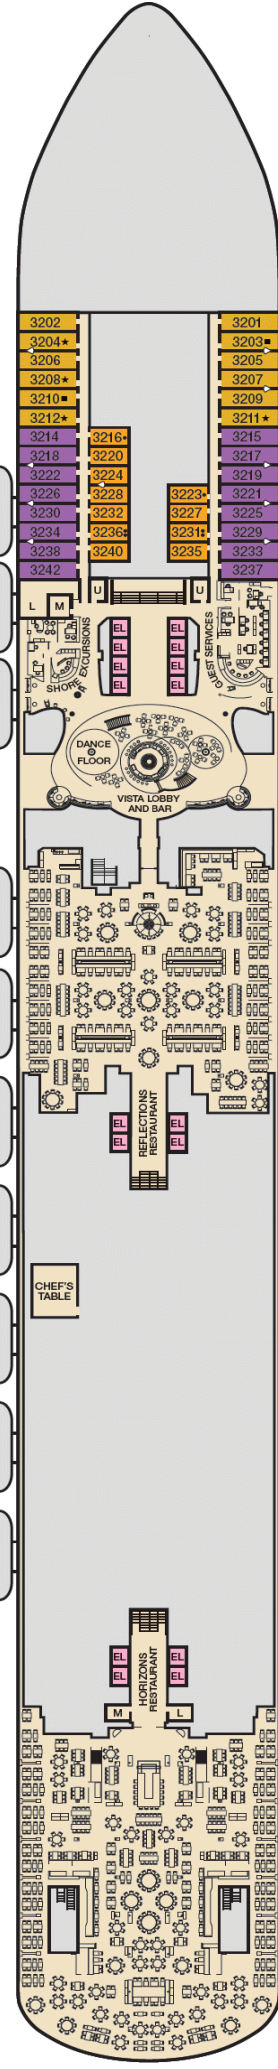 3202 3201
3204★ 3203■
3206 3205
3208★ 3207
3210■ 3209
3212★ 3211★
3214 3216• 3215
3218 3220 3217
3222 3224 3219
3226 3228 3223• 3221
3230 3232 3227 3225
3234 3236: 3231: 3229
3238 3240 3235 3233
3242 3237
U U
L M
EL EL
EL EL
EL EL
EL EL
SHORE EXCURSIONS
GUEST SERVICES
DANCE
FLOOR
VISTA LOBBY
AND BAR
REFLECTIONS
RESTAURANT
EL EL
EL EL
CHEF'S
TABLE
HORIZONS
RESTAURANT
EL EL
EL EL
M L